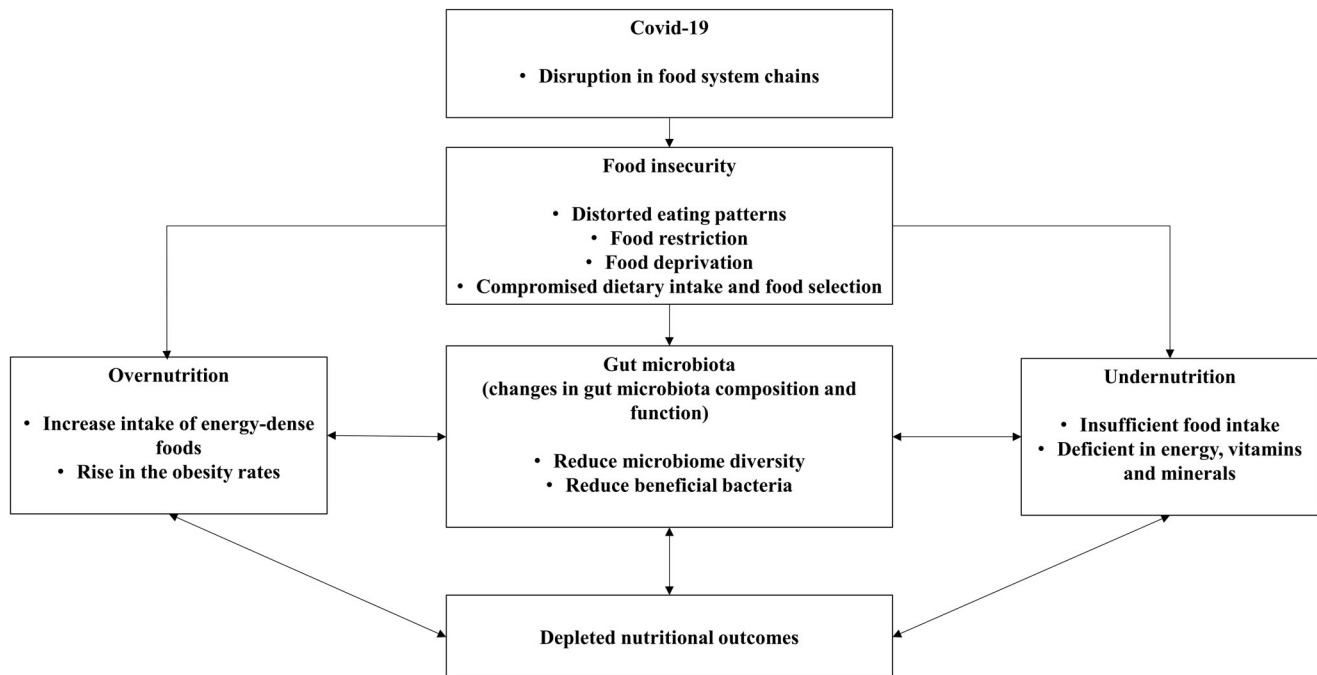 Covid-19
• Disruption in food system chains
Food insecurity
• Distorted eating patterns
• Food restriction
• Food deprivation
• Compromised dietary intake and food selection
Overnutrition
• Increase intake of energy-dense
foods
• Rise in the obesity rates
Gut microbiota
(changes in gut microbiota composition and
function)
• Reduce microbiome diversity
• Reduce beneficial bacteria
Undernutrition
• Insufficient food intake
• Deficient in energy, vitamins
and minerals
Depleted nutritional outcomes